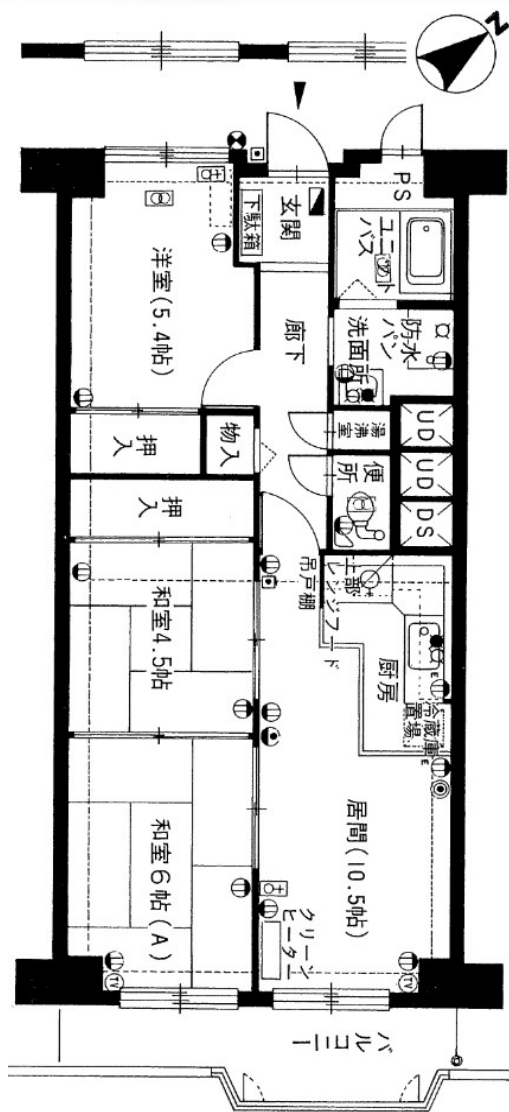 N
PS
玄関
下駄箱
ユニット
バス
洋室(5.4帖)
廊下
防水
パン
洗面所
押入
物入
湯沸室
UD
UD
DS
便所
押入
吊戸棚
上部
レンジフード
和室4.5帖
厨房
E
冷蔵庫
置場
E
居間(10.5帖)
和室6帖(A)
クリーン
ヒーター
TV
TV
バルコニー